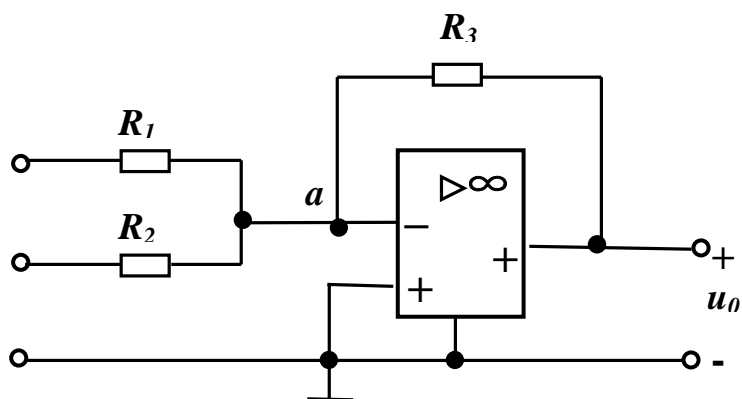 R₃
R₁
a
▷∞
R₂
−
+
+
+
u₀
-